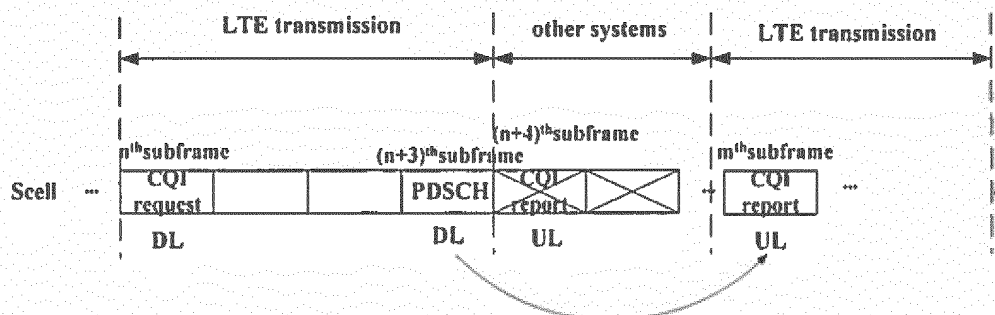 LTE transmission
other systems
LTE transmission
nᵗʰsubframe
(n+3)ᵗʰsubframe
(n+4)ᵗʰsubframe
mᵗʰsubframe
Scell ...
CQI
request
PDSCH
CQI
report
...
CQI
report
...
DL
DL
UL
UL